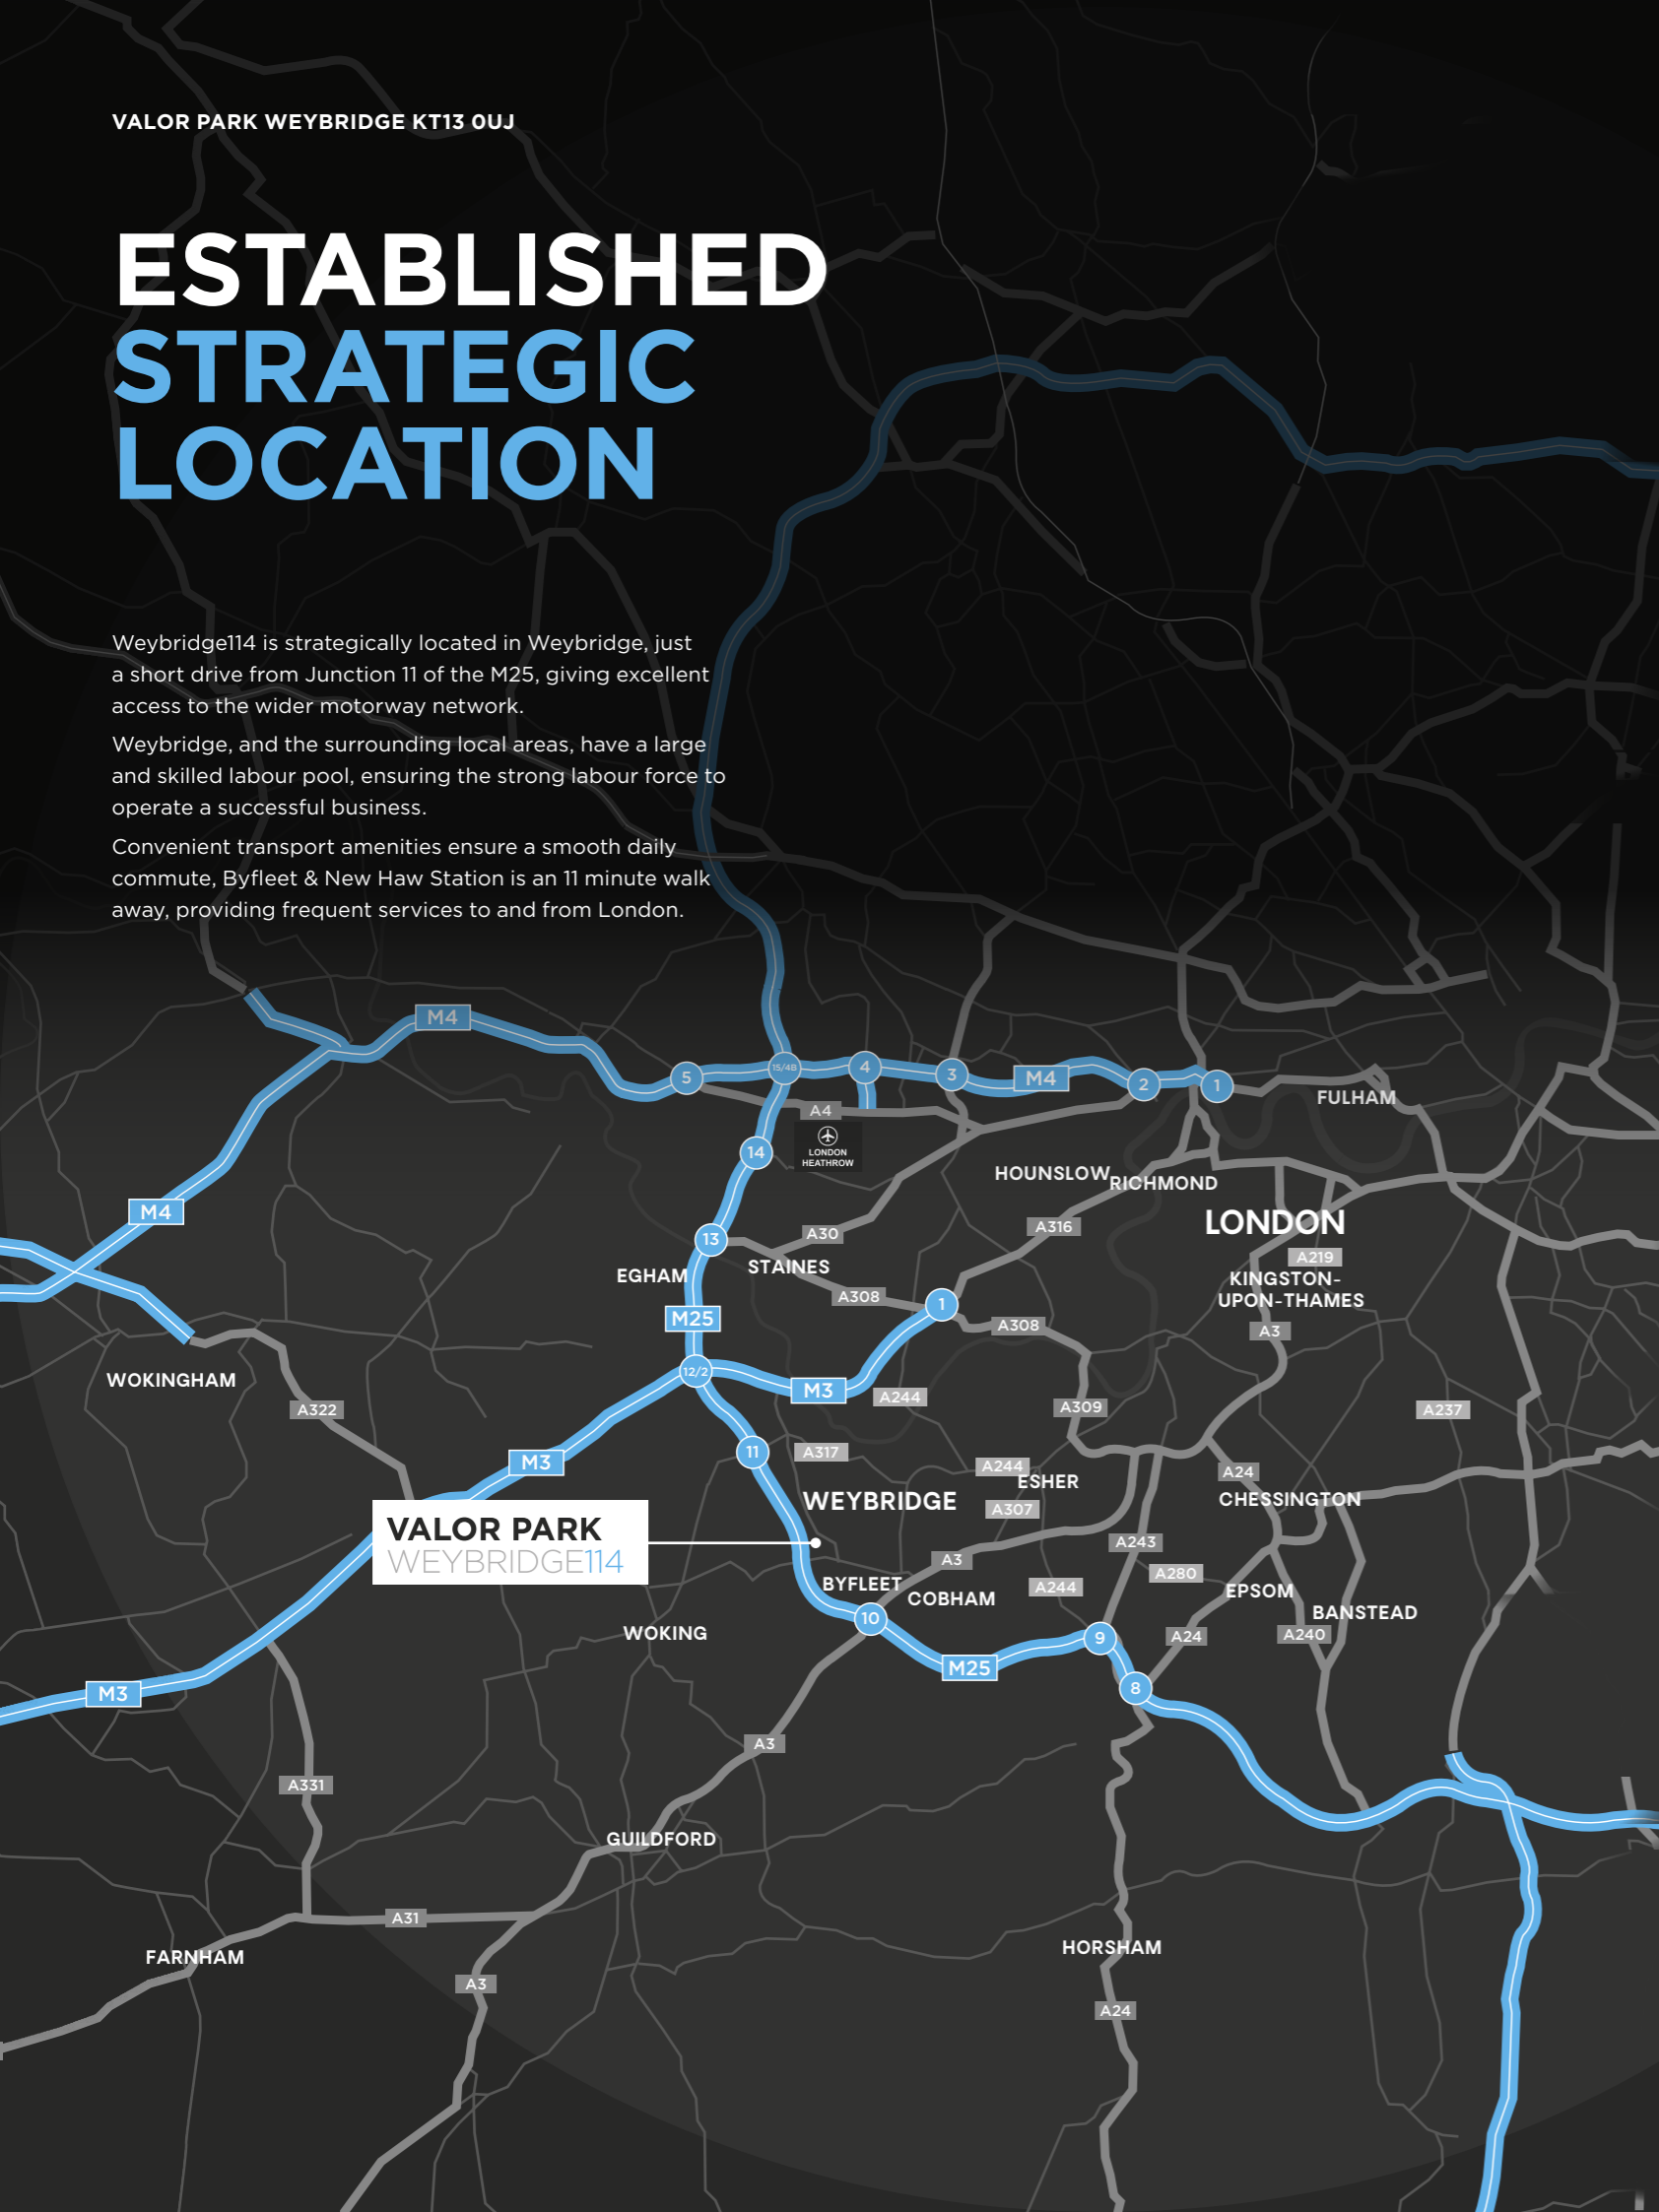 VALOR PARK WEYBRIDGE KT13 0UJ
ESTABLISHED
STRATEGIC
LOCATION
Weybridge114 is strategically located in Weybridge, just
a short drive from Junction 11 of the M25, giving excellent
access to the wider motorway network.
Weybridge, and the surrounding local areas, have a large
and skilled labour pool, ensuring the strong labour force to
operate a successful business.
Convenient transport amenities ensure a smooth daily
commute, Byfleet & New Haw Station is an 11 minute walk
away, providing frequent services to and from London.
M4
5
15/4B
4
3
M4
2
1
FULHAM
A4
LONDON
HEATHROW
14
HOUNSLOW
RICHMOND
M4
LONDON
A316
A30
13
A219
STAINES
EGHAM
KINGSTON-
UPON-THAMES
A308
1
M25
A308
A3
12/2
WOKINGHAM
M3
A244
A309
A322
A237
11
A317
M3
A244
A24
ESHER
WEYBRIDGE
CHESSINGTON
A307
VALOR PARK
WEYBRIDGE114
A243
A3
A280
BYFLEET
A244
EPSOM
COBHAM
BANSTEAD
10
WOKING
A240
A24
9
M25
8
M3
A3
A331
GUILDFORD
A31
HORSHAM
FARNHAM
A3
A24